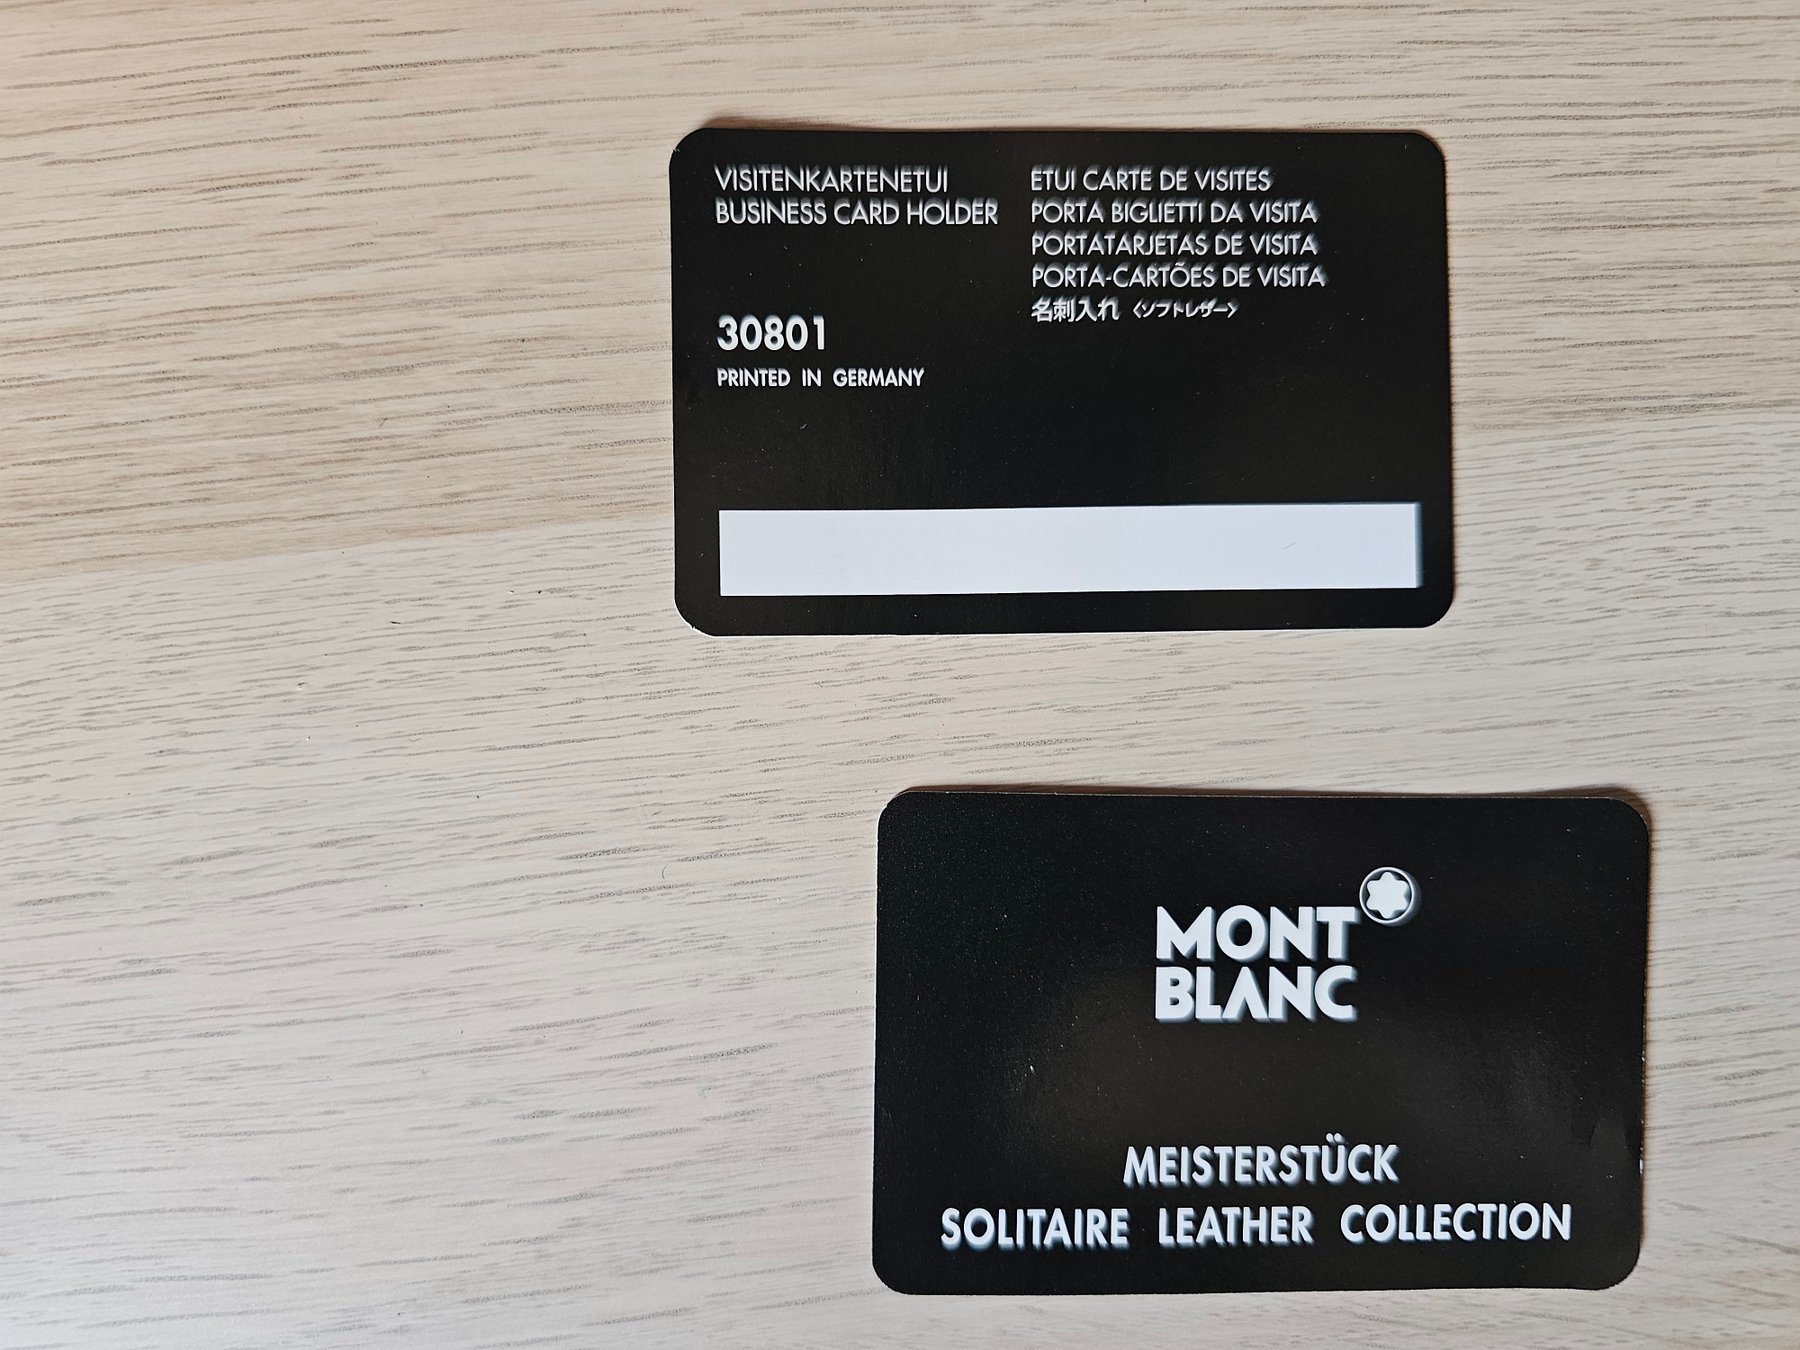 VISITENKARTENETUI
BUSINESS CARD HOLDER
30801
PRINTED IN GERMANY
ETUI CARTE DE VISITES
PORTA BIGLIETTI DA VISITA
PORTATARJETAS DE VISITA
PORTA-CARTÕES DE VISITA
名刺入れ〈ソフトレザー〉
MONT
BLANC
MEISTERSTÜCK
SOLITAIRE LEATHER COLLECTION